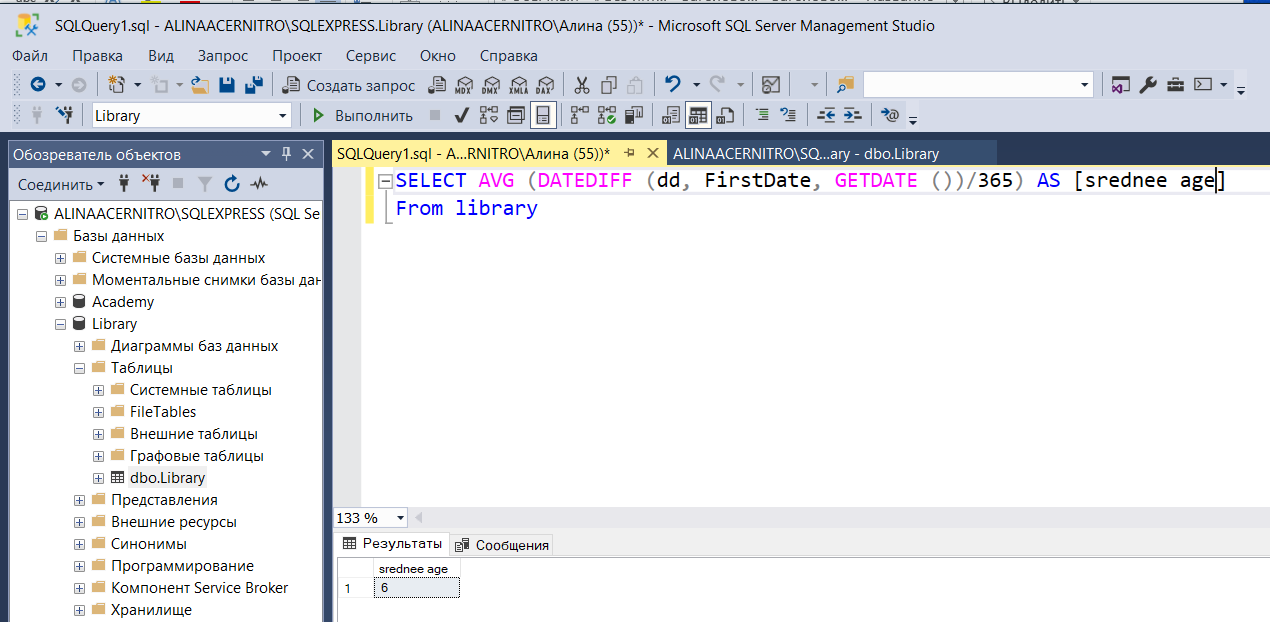 SQLQuery1.sql - ALINAACERNITRO\SQLEXPRESS.Library (ALINAACERNITRO\Алина (55))* - Microsoft SQL Server Management Studio
Файл Правка Вид Запрос Проект Сервис Окно Справка
Создать запрос MDX DMX XMLA DAX
Library Выполнить
Обозреватель объектов
SQLQuery1.sql - A...RNITRO\Алина (55))* ALINAACERNITRO\SQ...ary - dbo.Library
Соединить
SELECT AVG (DATEDIFF (dd, FirstDate, GETDATE ())/365) AS [srednee age]
From library
ALINAACERNITRO\SQLEXPRESS (SQL Se
Базы данных
Системные базы данных
Моментальные снимки базы дан
Academy
Library
Диаграммы баз данных
Таблицы
Системные таблицы
FileTables
Внешние таблицы
Графовые таблицы
dbo.Library
Представления
Внешние ресурсы
Синонимы
Программирование
Компонент Service Broker
Хранилище
133 %
Результаты Сообщения
srednee age
1 6